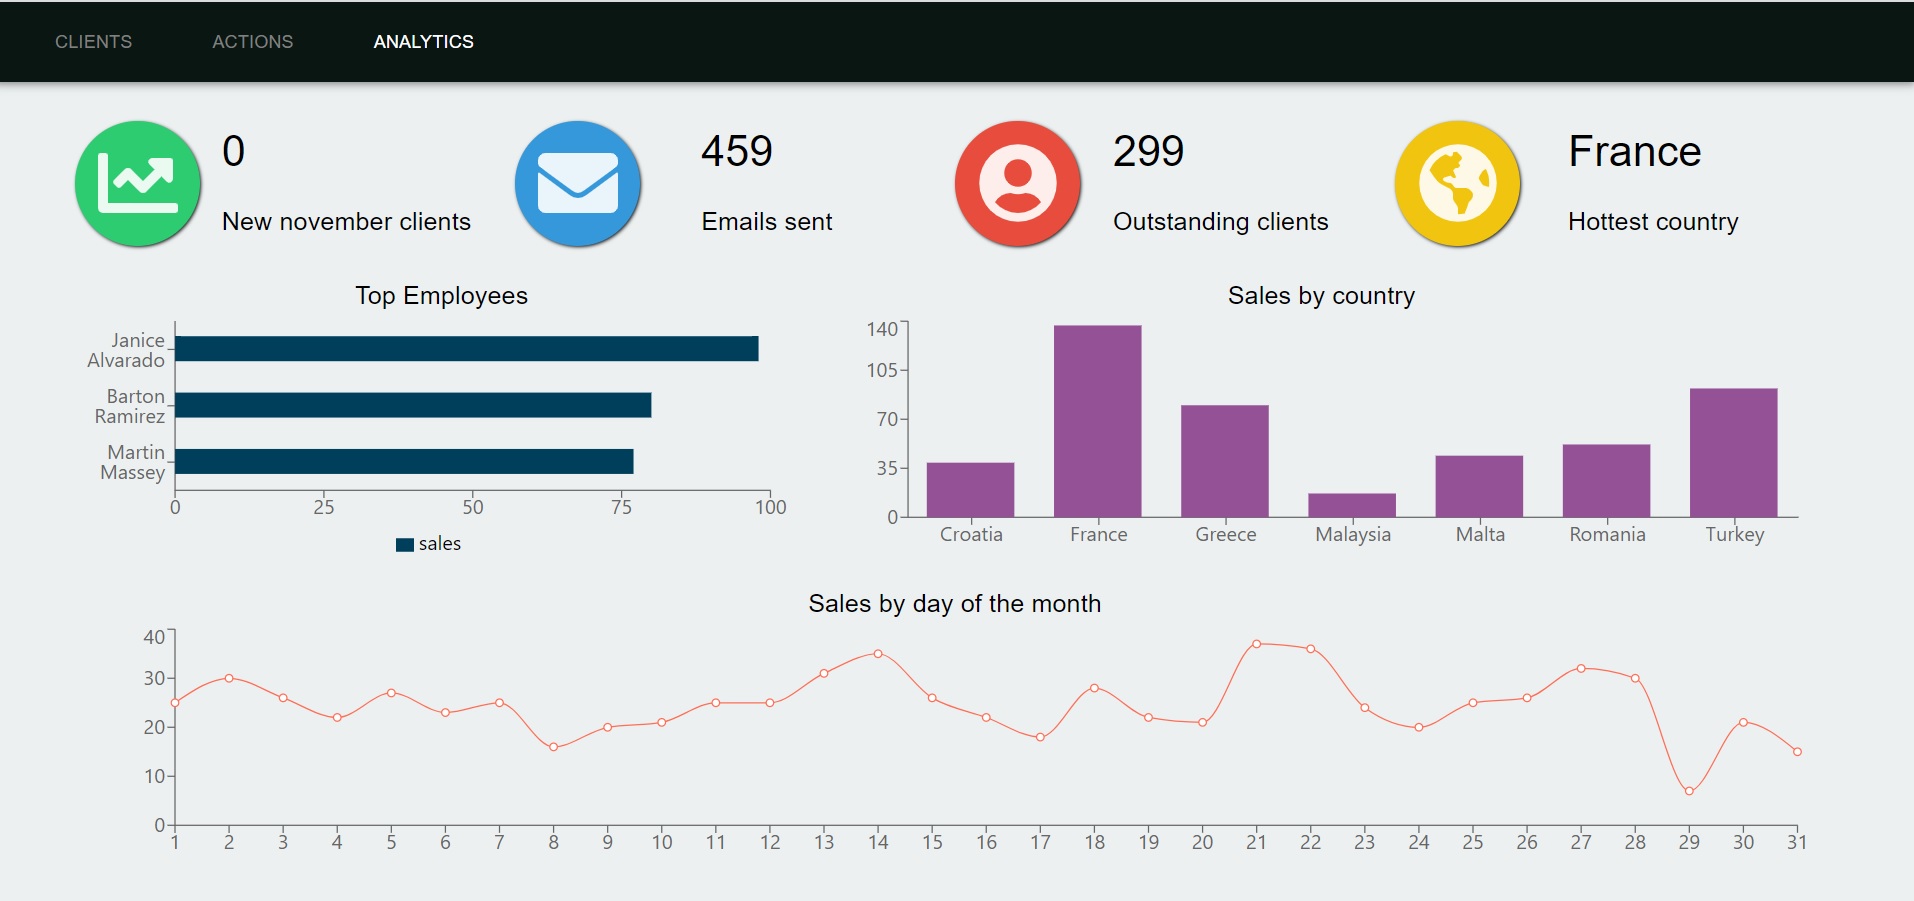 CLIENTS ACTIONS ANALYTICS
0
New november clients
459
Emails sent
299
Outstanding clients
France
Hottest country
Top Employees
Janice
Alvarado
Barton
Ramirez
Martin
Massey
0 25 50 75 100
sales
Sales by country
140
105
70
35
0
Croatia France Greece Malaysia Malta Romania Turkey
Sales by day of the month
40
30
20
10
0
1 2 3 4 5 6 7 8 9 10 11 12 13 14 15 16 17 18 19 20 21 22 23 24 25 26 27 28 29 30 31